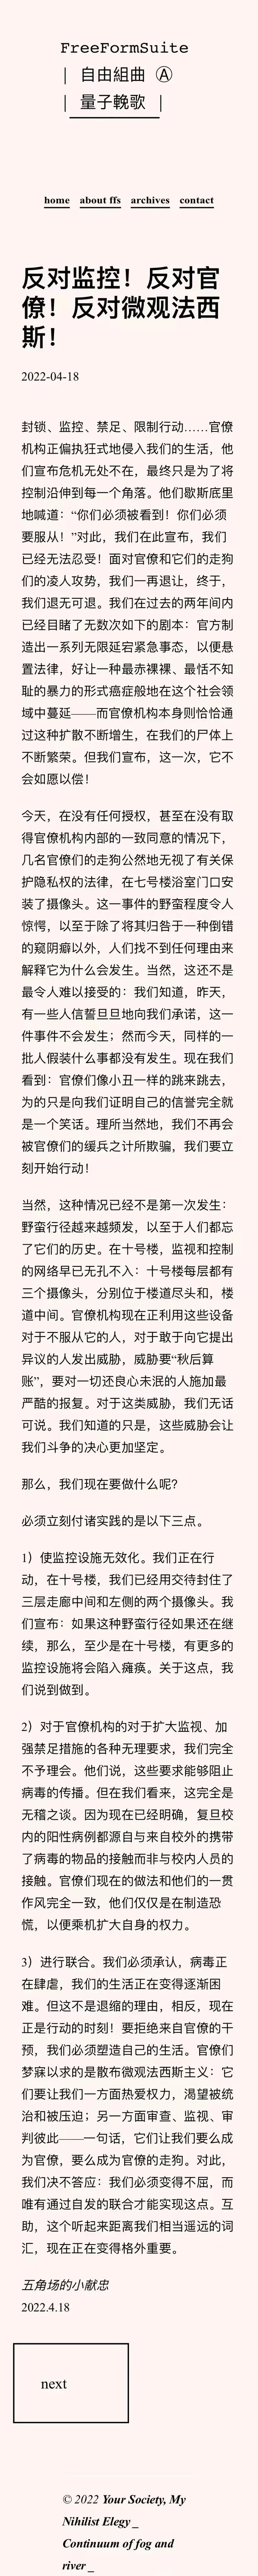 FreeFormSuite
| 自由組曲 Ⓐ
| 量子輓歌 |
home about ffs archives contact
反对监控！反对官
僚！反对微观法西
斯！
2022-04-18
封锁、监控、禁足、限制行动……官僚
机构正偏执狂式地侵入我们的生活，他
们宣布危机无处不在，最终只是为了将
控制沿伸到每一个角落。他们歇斯底里
地喊道：“你们必须被看到！你们必须
要服从！”对此，我们在此宣布，我们
已经无法忍受！面对官僚和它们的走狗
们的凌人攻势，我们一再退让，终于，
我们退无可退。我们在过去的两年间内
已经目睹了无数次如下的剧本：官方制
造出一系列无限延宕紧急事态，以便悬
置法律，好让一种最赤裸裸、最恬不知
耻的暴力的形式癌症般地在这个社会领
域中蔓延——而官僚机构本身则恰恰通
过这种扩散不断增生，在我们的尸体上
不断繁荣。但我们宣布，这一次，它不
会如愿以偿！
今天，在没有任何授权，甚至在没有取
得官僚机构内部的一致同意的情况下，
几名官僚们的走狗公然地无视了有关保
护隐私权的法律，在七号楼浴室门口安
装了摄像头。这一事件的野蛮程度令人
惊愕，以至于除了将其归咎于一种倒错
的窥阴癖以外，人们找不到任何理由来
解释它为什么会发生。当然，这还不是
最令人难以接受的：我们知道，昨天，
有一些人信誓旦旦地向我们承诺，这一
件事件不会发生；然而今天，同样的一
批人假装什么事都没有发生。现在我们
看到：官僚们像小丑一样的跳来跳去，
为的只是向我们证明自己的信誉完全就
是一个笑话。理所当然地，我们不再会
被官僚们的缓兵之计所欺骗，我们要立
刻开始行动！
当然，这种情况已经不是第一次发生：
野蛮行径越来越频发，以至于人们都忘
了它们的历史。在十号楼，监视和控制
的网络早已无孔不入：十号楼每层都有
三个摄像头，分别位于楼道尽头和，楼
道中间。官僚机构现在正利用这些设备
对于不服从它的人，对于敢于向它提出
异议的人发出威胁，威胁要“秋后算
账”，要对一切还良心未泯的人施加最
严酷的报复。对于这类威胁，我们无话
可说。我们知道的只是，这些威胁会让
我们斗争的决心更加坚定。
那么，我们现在要做什么呢？
必须立刻付诸实践的是以下三点。
1）使监控设施无效化。我们正在行
动，在十号楼，我们已经用交待封住了
三层走廊中间和左侧的两个摄像头。我
们宣布：如果这种野蛮行径如果还在继
续，那么，至少是在十号楼，有更多的
监控设施将会陷入瘫痪。关于这点，我
们说到做到。
2）对于官僚机构的对于扩大监视、加
强禁足措施的各种无理要求，我们完全
不予理会。他们说，这些要求能够阻止
病毒的传播。但在我们看来，这完全是
无稽之谈。因为现在已经明确，复旦校
内的阳性病例都源自与来自校外的携带
了病毒的物品的接触而非与校内人员的
接触。官僚们现在的做法和他们的一贯
作风完全一致，他们仅仅是在制造恐
慌，以便乘机扩大自身的权力。
3）进行联合。我们必须承认，病毒正
在肆虐，我们的生活正在变得逐渐困
难。但这不是退缩的理由，相反，现在
正是行动的时刻！要拒绝来自官僚的干
预，我们必须塑造自己的生活。官僚们
梦寐以求的是散布微观法西斯主义：它
们要让我们一方面热爱权力，渴望被统
治和被压迫；另一方面审查、监视、审
判彼此——一句话，它们让我们要么成
为官僚，要么成为官僚的走狗。对此，
我们决不答应：我们必须变得不屈，而
唯有通过自发的联合才能实现这点。互
助，这个听起来距离我们相当遥远的词
汇，现在正在变得格外重要。
五角场的小献忠
2022.4.18
next
© 2022 Your Society, My
Nihilist Elegy _
Continuum of fog and
river _